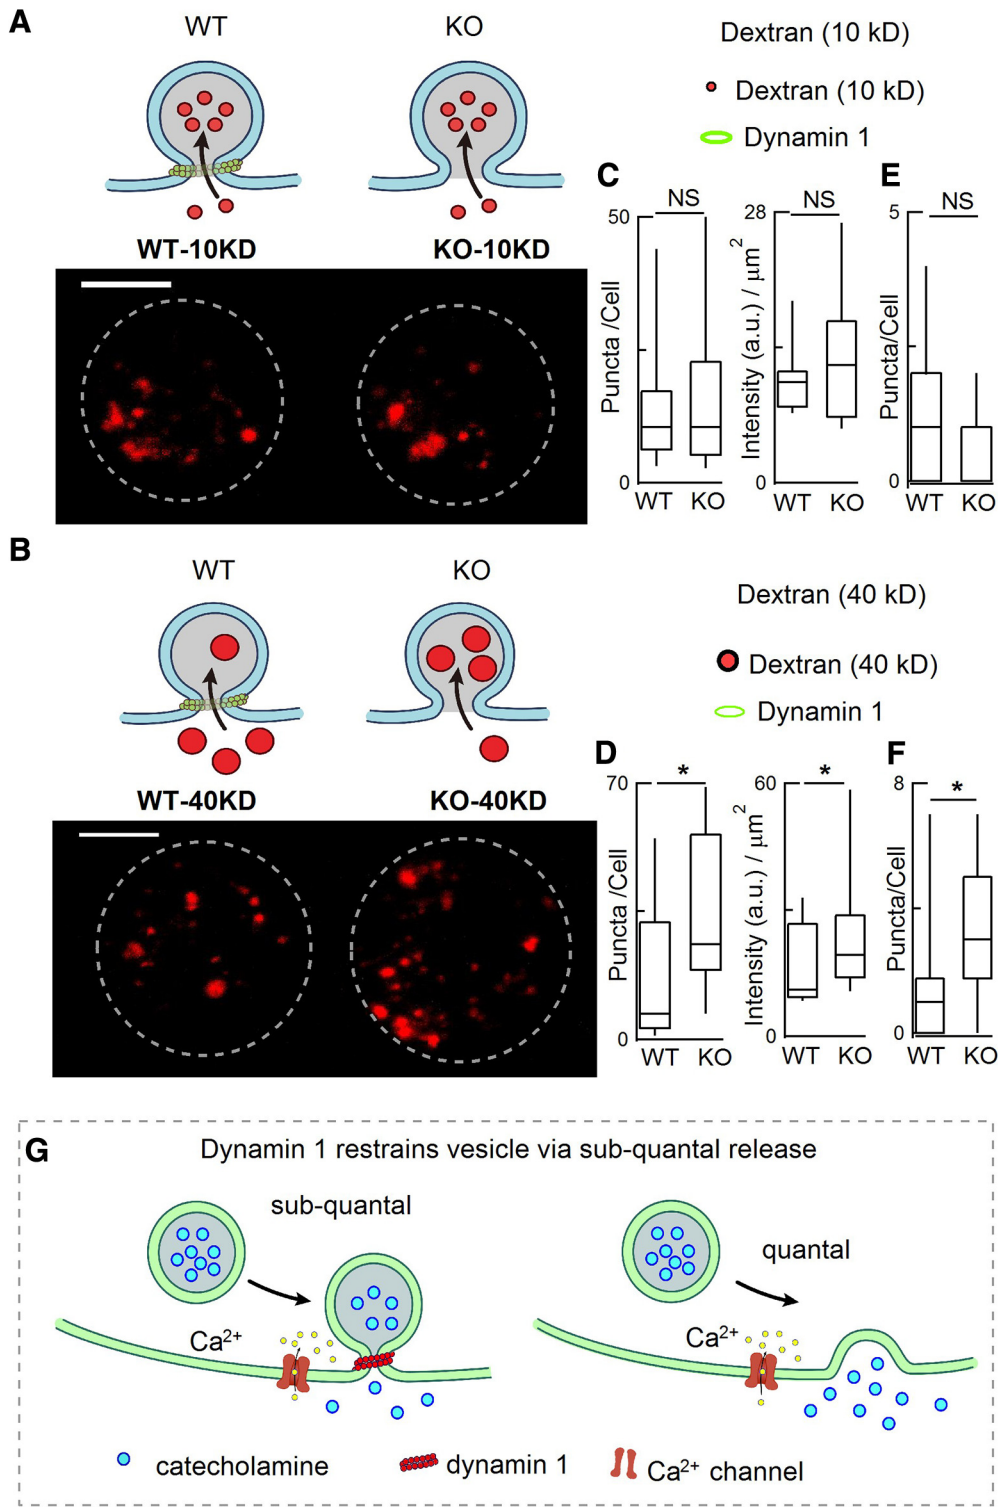 A
WT
KO
Dextran (10 kD)
Dextran (10 kD)
Dynamin 1
WT-10KD
KO-10KD
C
NS
50
Puncta /Cell
0
WT
KO
NS
28
Intensity (a.u.) / μm²
0
WT
KO
E
NS
5
Puncta/Cell
0
WT
KO
B
WT
KO
Dextran (40 kD)
Dextran (40 kD)
Dynamin 1
WT-40KD
KO-40KD
D
*
70
Puncta /Cell
0
WT
KO
*
60
Intensity (a.u.) / μm²
0
WT
KO
F
*
8
Puncta/Cell
0
WT
KO
G
Dynamin 1 restrains vesicle via sub-quantal release
sub-quantal
quantal
Ca²⁺
Ca²⁺
catecholamine
dynamin 1
Ca²⁺ channel